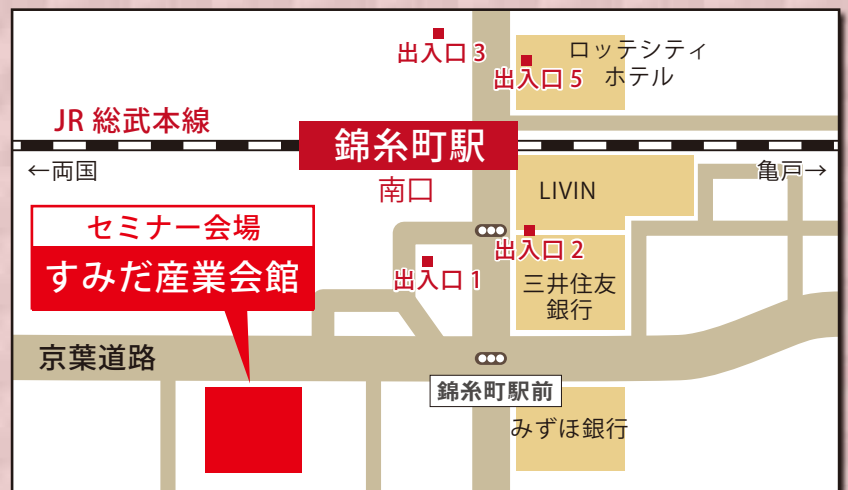 出入口 3
ロッテシティ
ホテル
出入口 5
JR 総武本線
錦糸町駅
←両国
南口
LIVIN
亀戸→
セミナー会場
すみだ産業会館
出入口 2
出入口 1
三井住友
銀行
京葉道路
錦糸町駅前
みずほ銀行